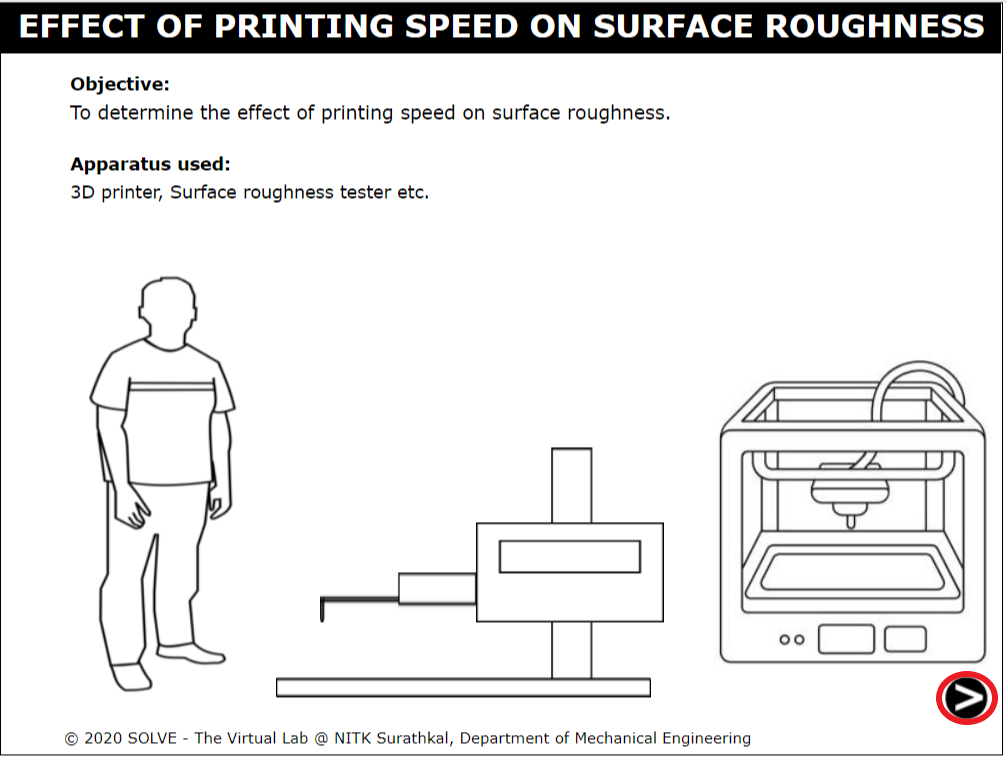 EFFECT OF PRINTING SPEED ON SURFACE ROUGHNESS
Objective:
To determine the effect of printing speed on surface roughness.
Apparatus used:
3D printer, Surface roughness tester etc.
© 2020 SOLVE - The Virtual Lab @ NITK Surathkal, Department of Mechanical Engineering